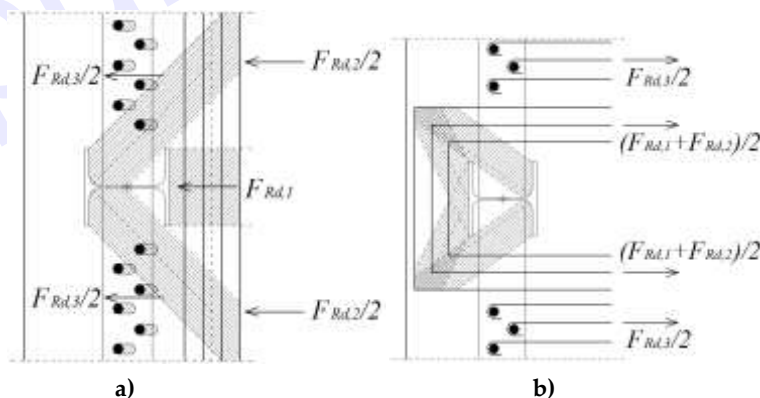 F Rd,2/2
F Rd,3/2
F Rd,1
F Rd,3/2
F Rd,2/2
a)
F Rd,3/2
(F Rd,1+F Rd,2)/2
(F Rd,1+F Rd,2)/2
F Rd,3/2
b)